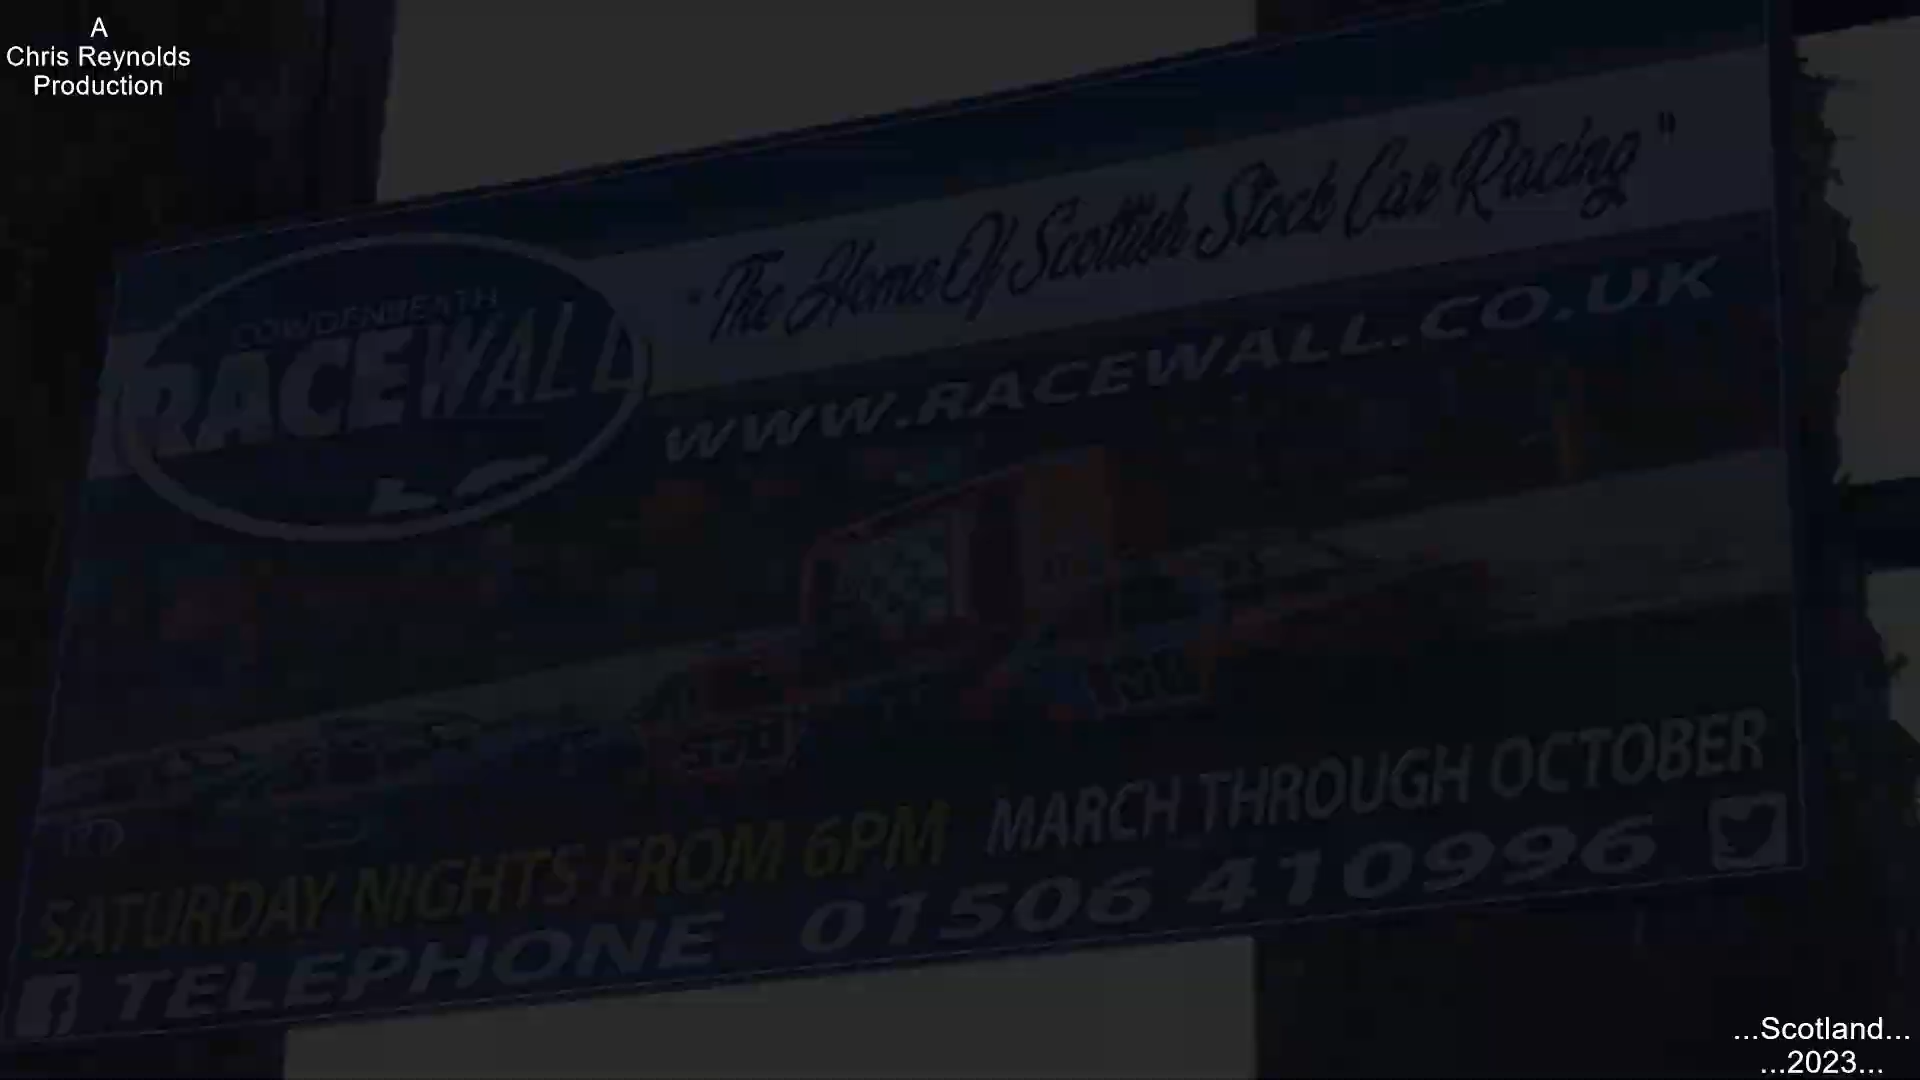 A
Chris Reynolds
Production
COWDENBEATH
RACEWALL
"The Home Of Scottish Stock Car Racing"
WWW.RACEWALL.CO.UK
SATURDAY NIGHTS FROM 6PM MARCH THROUGH OCTOBER
TELEPHONE 01506 410996
...Scotland...
...2023...